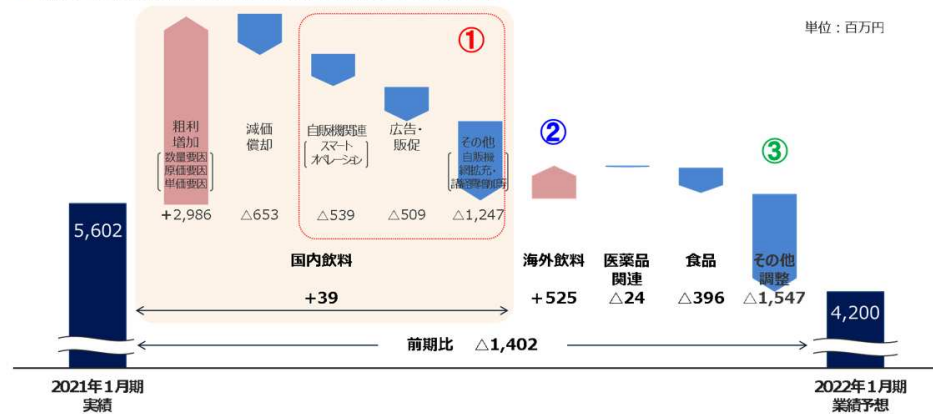 単位：百万円
①
粗利
増加
数量要因
原価要因
単価要因
+2,986
減価
償却
△653
自販機関連
スマート
オペレーション
△539
広告・
販促
△509
その他
自販機
網拡充・
△1,247
国内飲料
+39
②
海外飲料
+525
医薬品
関連
△24
食品
△396
③
その他
調整
△1,547
5,602
4,200
前期比 △1,402
2021年1月期
実績
2022年1月期
業績予想